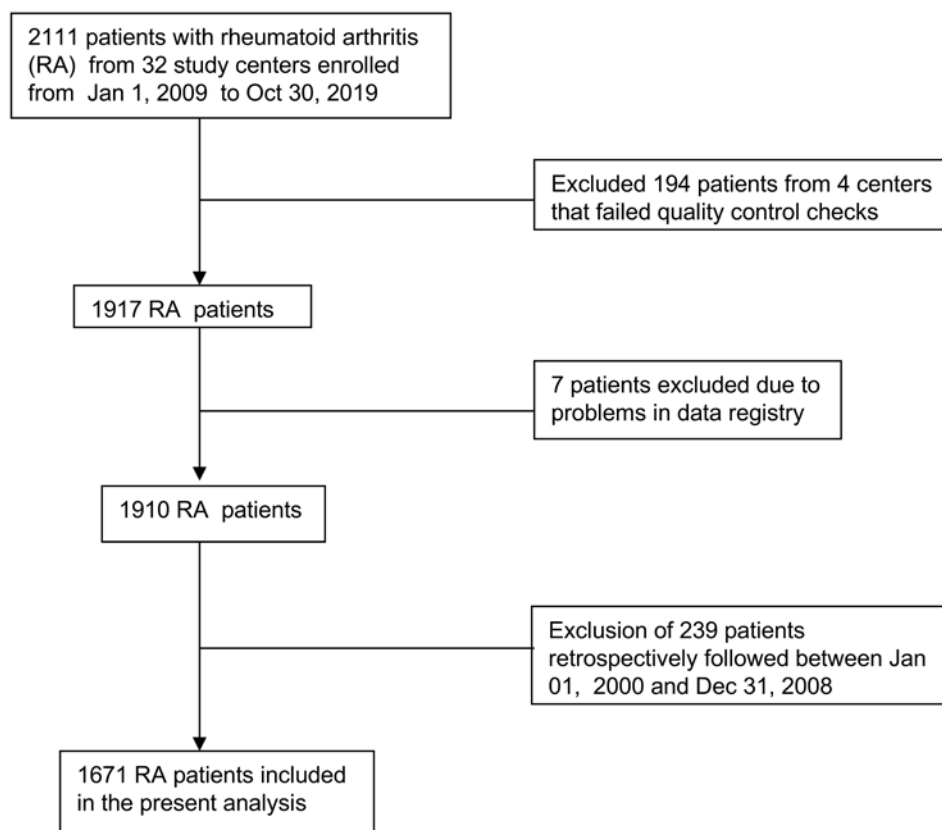 2111 patients with rheumatoid arthritis
(RA) from 32 study centers enrolled
from Jan 1, 2009 to Oct 30, 2019
Excluded 194 patients from 4 centers
that failed quality control checks
1917 RA patients
7 patients excluded due to
problems in data registry
1910 RA patients
Exclusion of 239 patients
retrospectively followed between Jan
01, 2000 and Dec 31, 2008
1671 RA patients included
in the present analysis